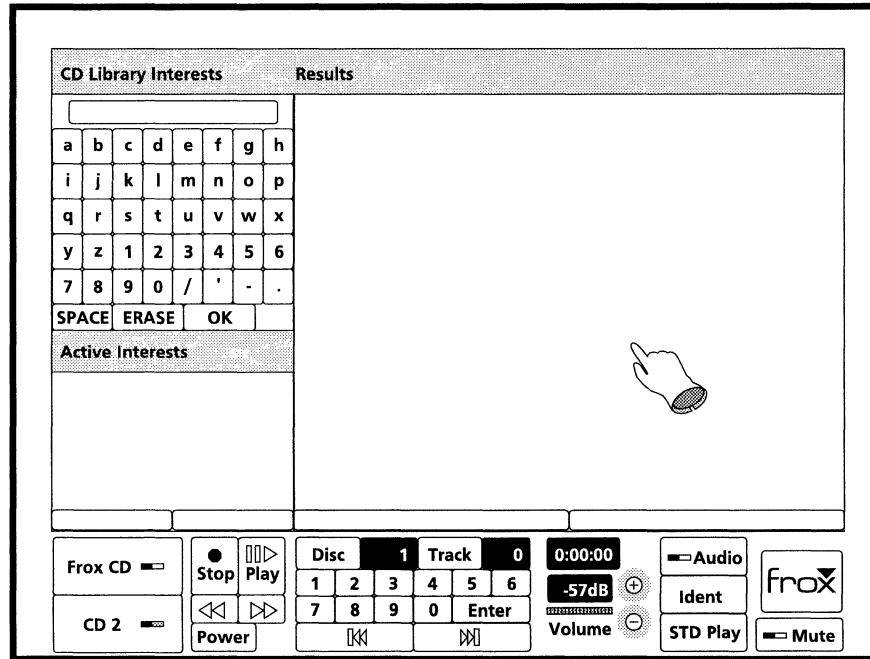 CD Library Interests Results
a b c d e f g h
i j k l m n o p
q r s t u v w x
y z 1 2 3 4 5 6
7 8 9 0 / ' - .
SPACE ERASE OK
Active Interests
Frox CD
CD 2
Stop Play
Power
Disc 1 Track 0
1 2 3 4 5 6
7 8 9 0 Enter
0:00:00
-57dB +
Volume −
Audio
Ident
STD Play
frox
Mute